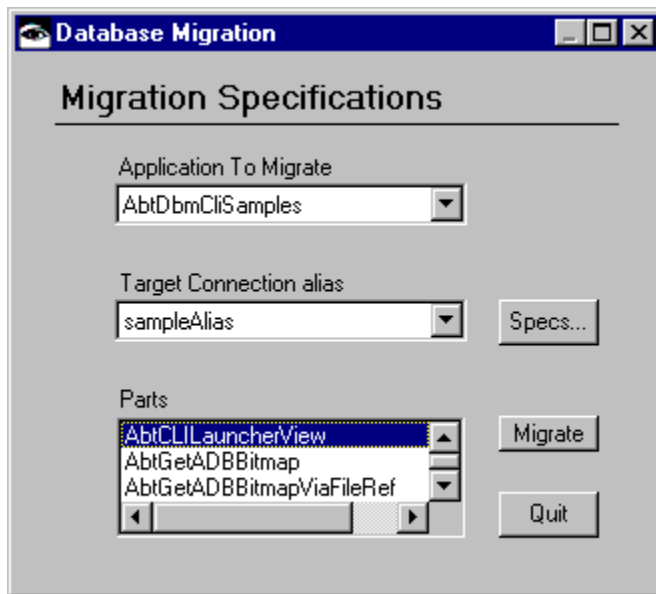 Database Migration
Migration Specifications
Application To Migrate
AbtDbmCliSamples
Target Connection alias
sampleAlias
Specs...
Parts
AbtCLILauncherView
Migrate
AbtGetADBBitmap
AbtGetADBBitmapViaFileRef
Quit